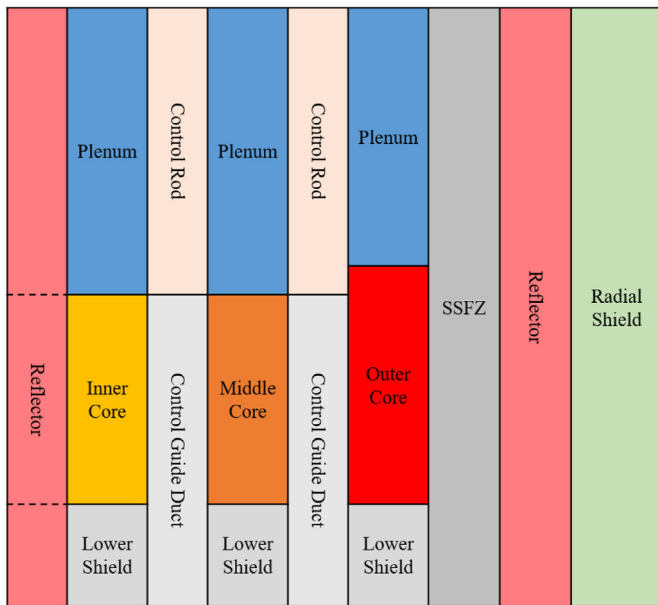 Plenum
Control Rod
Plenum
Control Rod
Plenum
Reflector
Inner
Core
Control Guide Duct
Middle
Core
Control Guide Duct
Outer
Core
SSFZ
Reflector
Radial
Shield
Lower
Shield
Lower
Shield
Lower
Shield